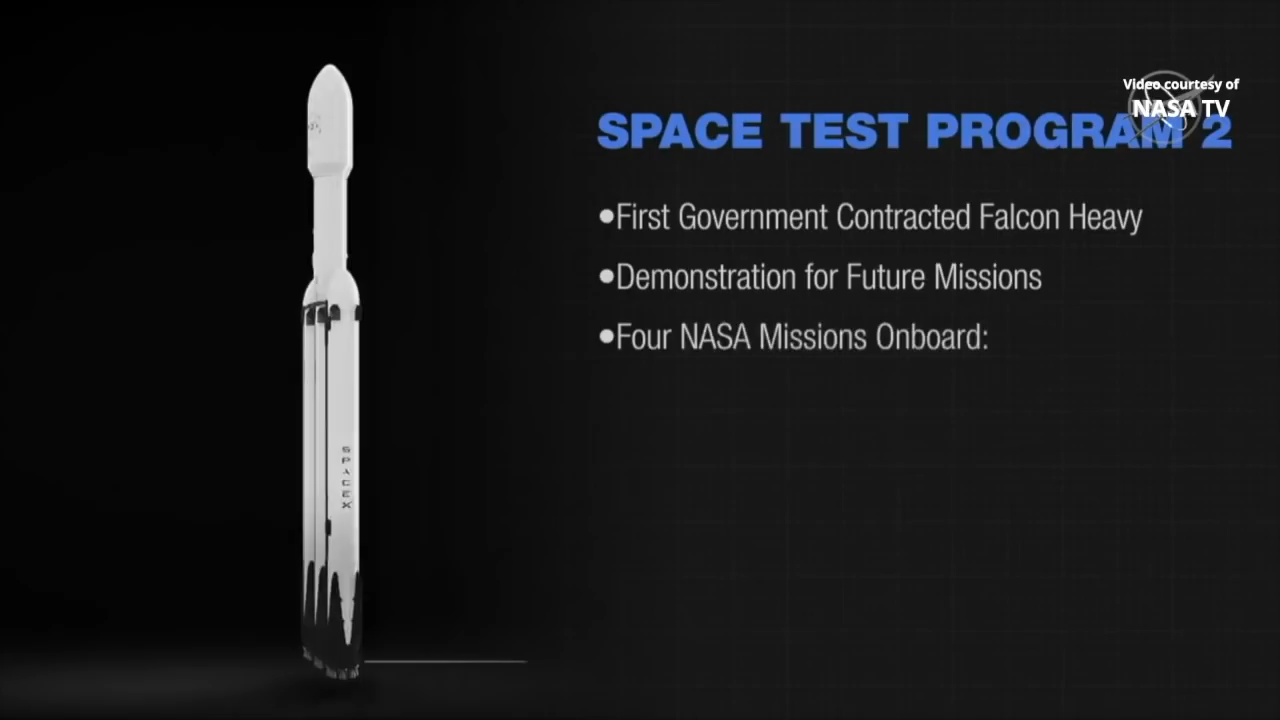 Video courtesy of
NASA TV
SPACE TEST PROGRAM 2
•First Government Contracted Falcon Heavy
•Demonstration for Future Missions
•Four NASA Missions Onboard:
SPACEX